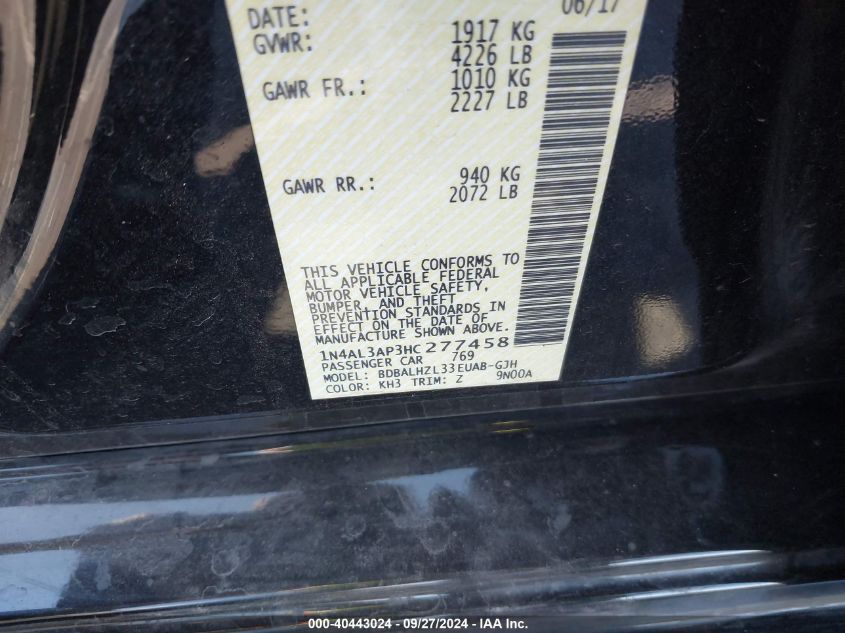 DATE: 06/17
GVWR: 1917 KG
4226 LB
GAWR FR.: 1010 KG
2227 LB
GAWR RR.: 940 KG
2072 LB
THIS VEHICLE CONFORMS TO
ALL APPLICABLE FEDERAL
MOTOR VEHICLE SAFETY,
BUMPER, AND THEFT
PREVENTION STANDARDS IN
EFFECT ON THE DATE OF
MANUFACTURE SHOWN ABOVE.
1N4AL3AP3HC277458
PASSENGER CAR 769
MODEL: BDBALHZL33EUAB-GJH
COLOR: KH3 TRIM: Z 9N00A
000-40443024 - 09/27/2024 - IAA Inc.